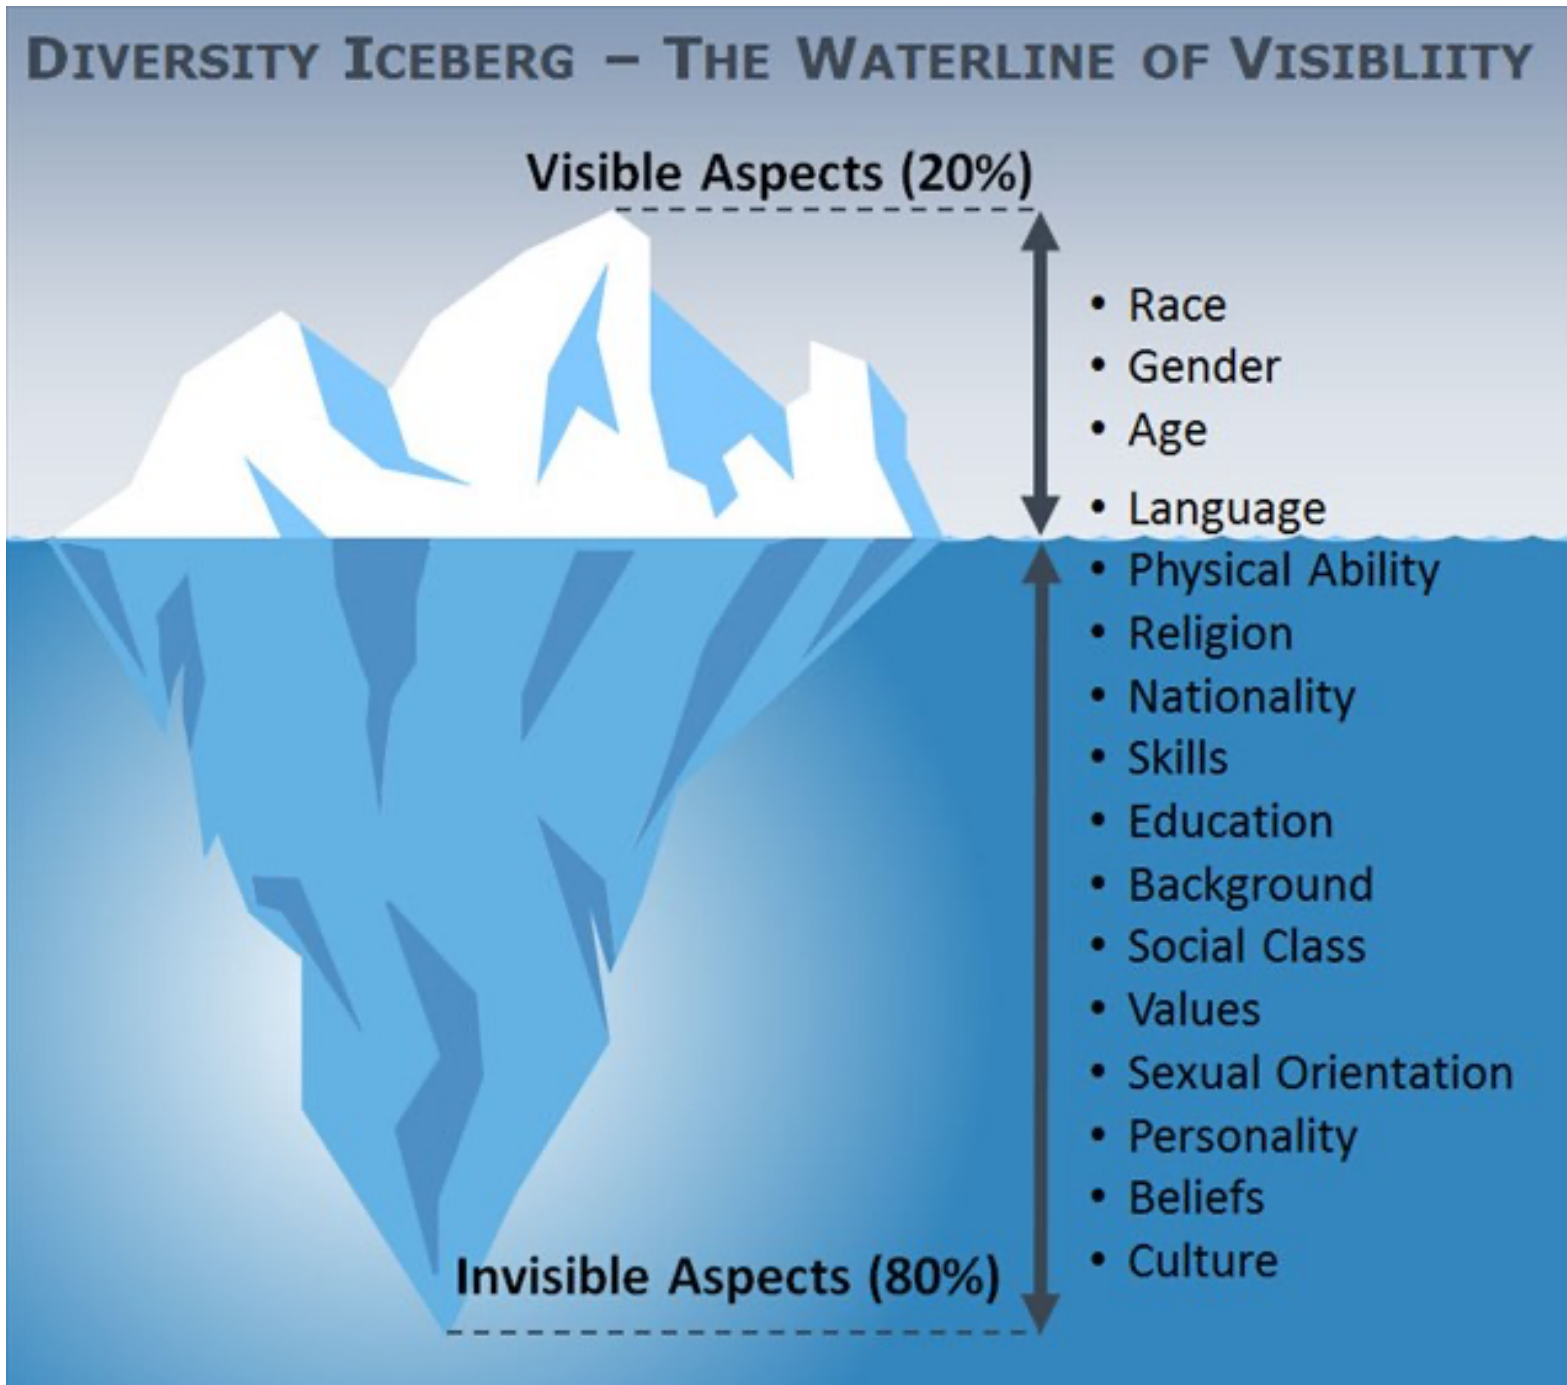 DIVERSITY ICEBERG – THE WATERLINE OF VISIBLIITY
Visible Aspects (20%)
• Race
• Gender
• Age
• Language
• Physical Ability
• Religion
• Nationality
• Skills
• Education
• Background
• Social Class
• Values
• Sexual Orientation
• Personality
• Beliefs
• Culture
Invisible Aspects (80%)